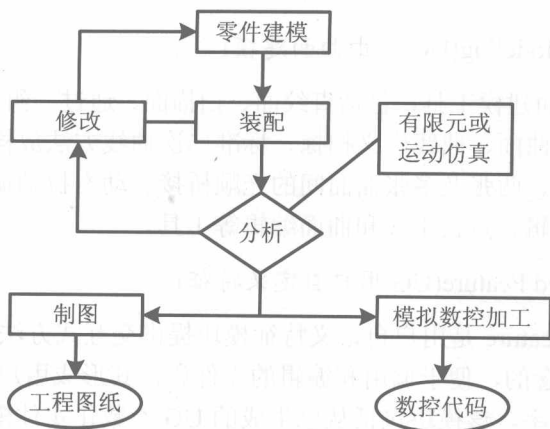 零件建模
修改
装配
有限元或
运动仿真
分析
制图
模拟数控加工
工程图纸
数控代码